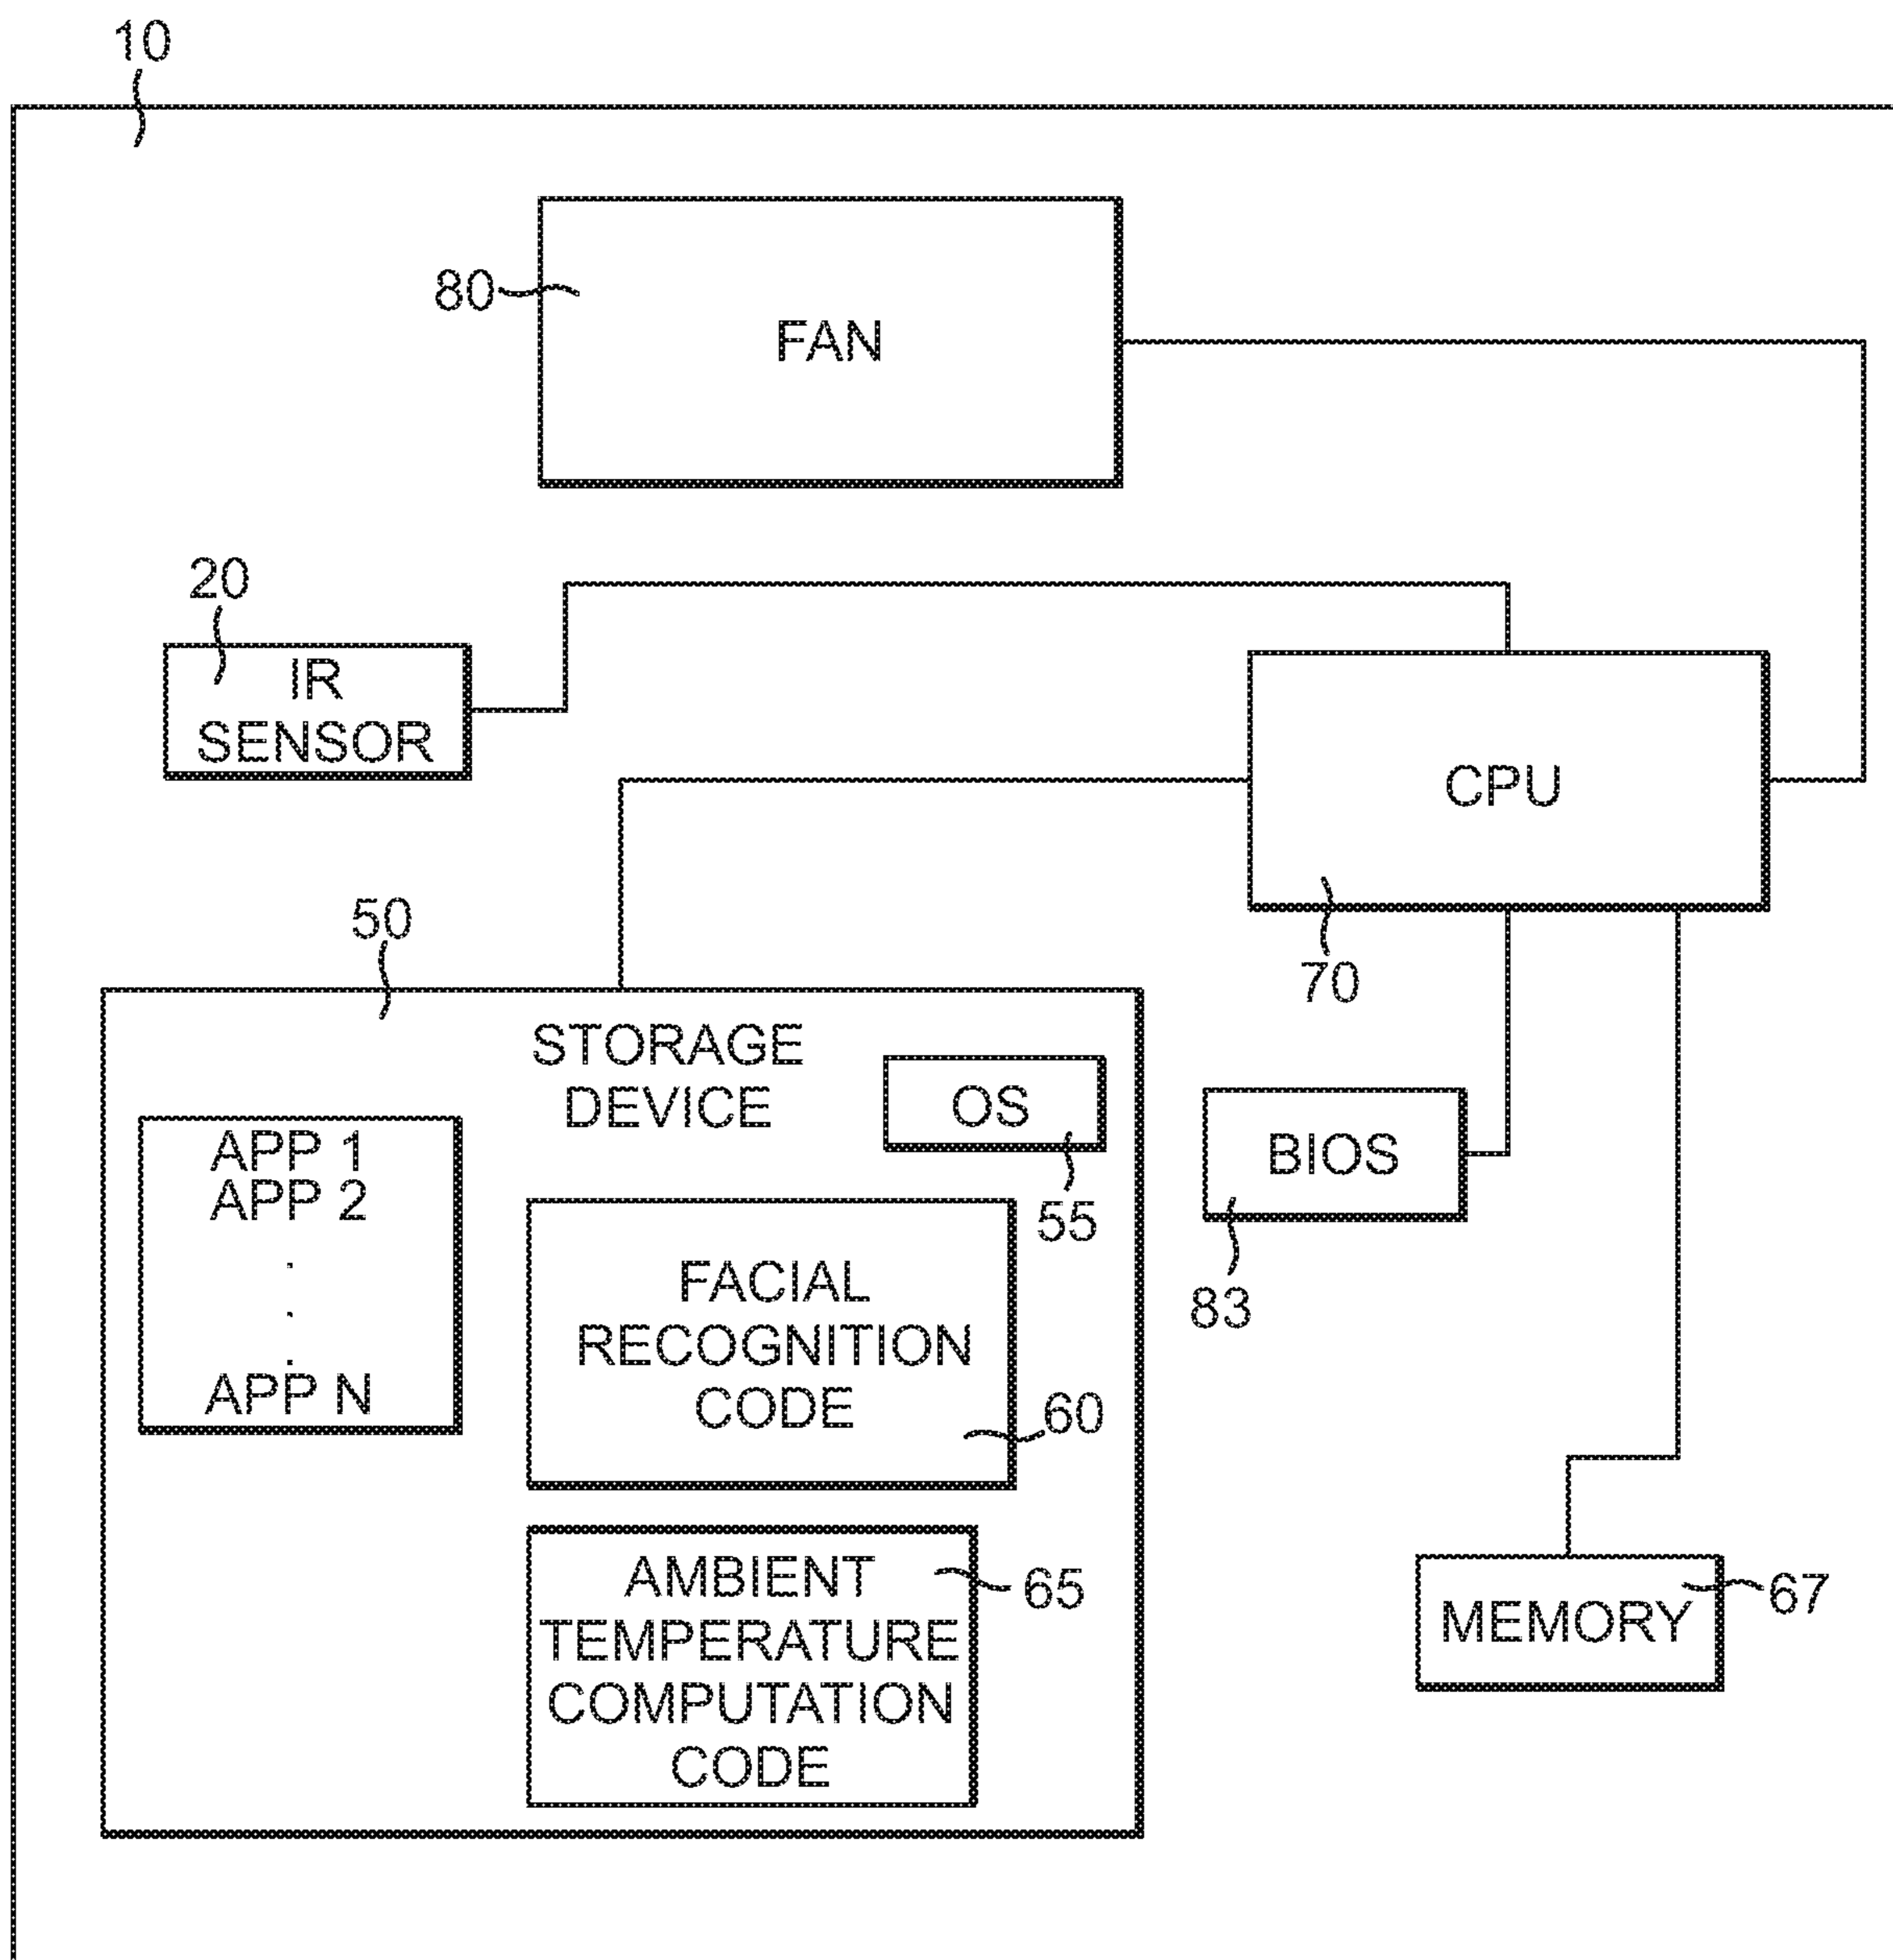 10
80
FAN
20
IR
SENSOR
CPU
70
50
STORAGE
DEVICE
OS
55
APP 1
APP 2
.
.
.
APP N
FACIAL
RECOGNITION
CODE
60
BIOS
83
AMBIENT
TEMPERATURE
COMPUTATION
CODE
65
MEMORY
67